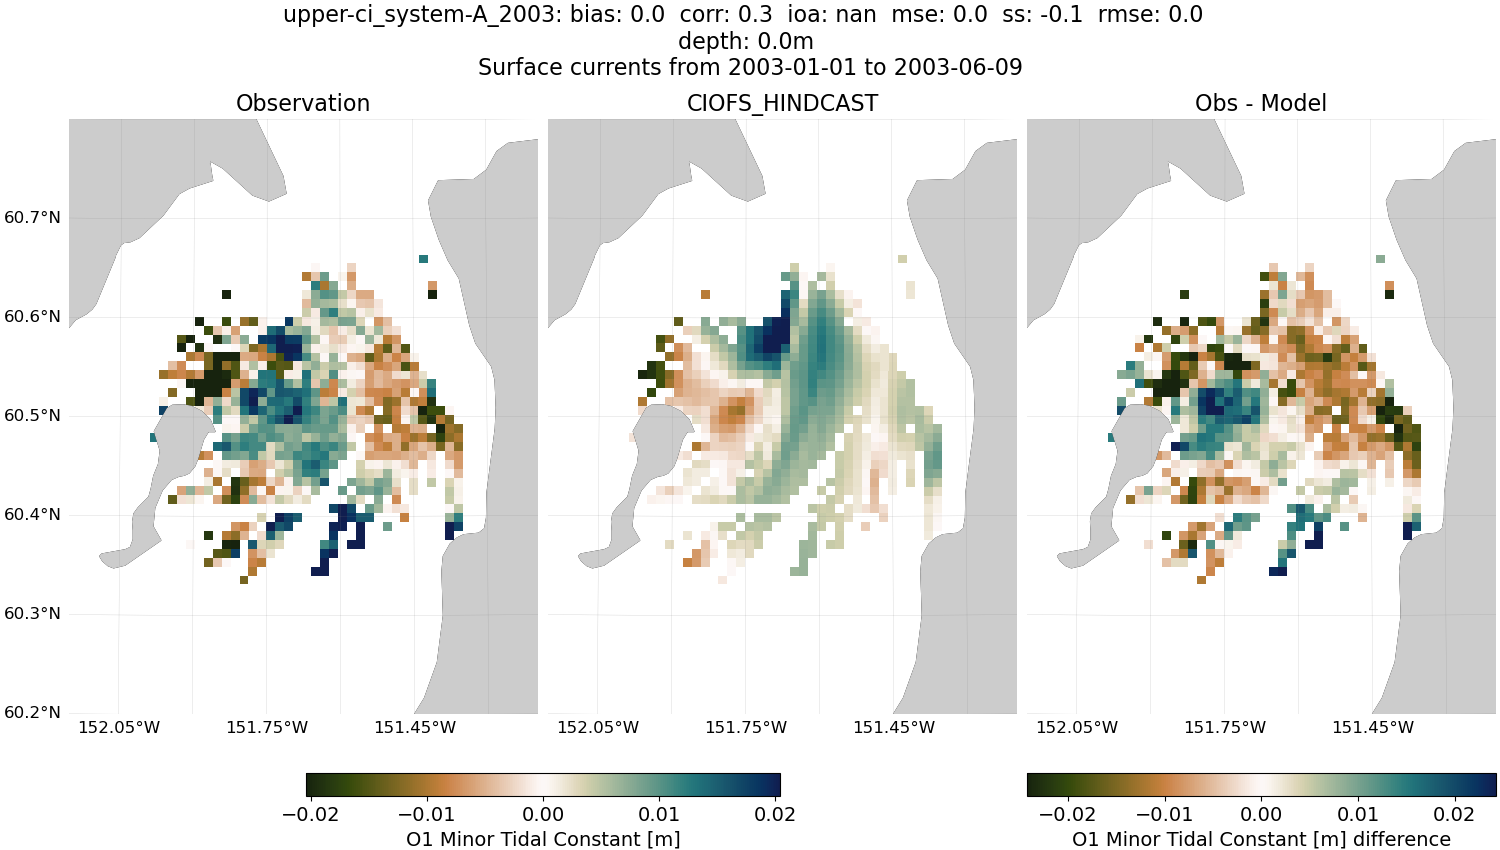 upper-ci_system-A_2003: bias: 0.0  corr: 0.3  ioa: nan  mse: 0.0  ss: -0.1  rmse: 0.0
depth: 0.0m
Surface currents from 2003-01-01 to 2003-06-09
Observation
CIOFS_HINDCAST
Obs - Model
60.7°N
60.6°N
60.5°N
60.4°N
60.3°N
60.2°N
152.05°W 151.75°W 151.45°W
152.05°W 151.75°W 151.45°W
152.05°W 151.75°W 151.45°W
−0.02 −0.01 0.00 0.01 0.02
O1 Minor Tidal Constant [m]
−0.02 −0.01 0.00 0.01 0.02
O1 Minor Tidal Constant [m] difference